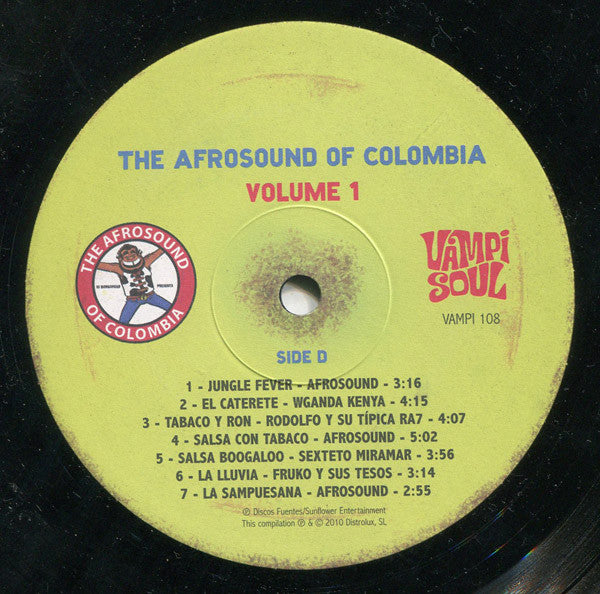 THE AFROSOUND OF COLOMBIA
VOLUME 1
THE AFROSOUND
OF COLOMBIA
PRESENTS
VAMPI
SOUL
VAMPI 108
SIDE D
1 - JUNGLE FEVER - AFROSOUND - 3:16
2 - EL CATERETE - WGANDA KENYA - 4:15
3 - TABACO Y RON - RODOLFO Y SU TÍPICA RA7 - 4:07
4 - SALSA CON TABACO - AFROSOUND - 5:02
5 - SALSA BOOGALOO - SEXTETO MIRAMAR - 3:56
6 - LA LLUVIA - FRUKO Y SUS TESOS - 3:14
7 - LA SAMPUESANA - AFROSOUND - 2:55
℗ Discos Fuentes/Sunflower Entertainment
This compilation ℗ & © 2010 Distrolux, SL